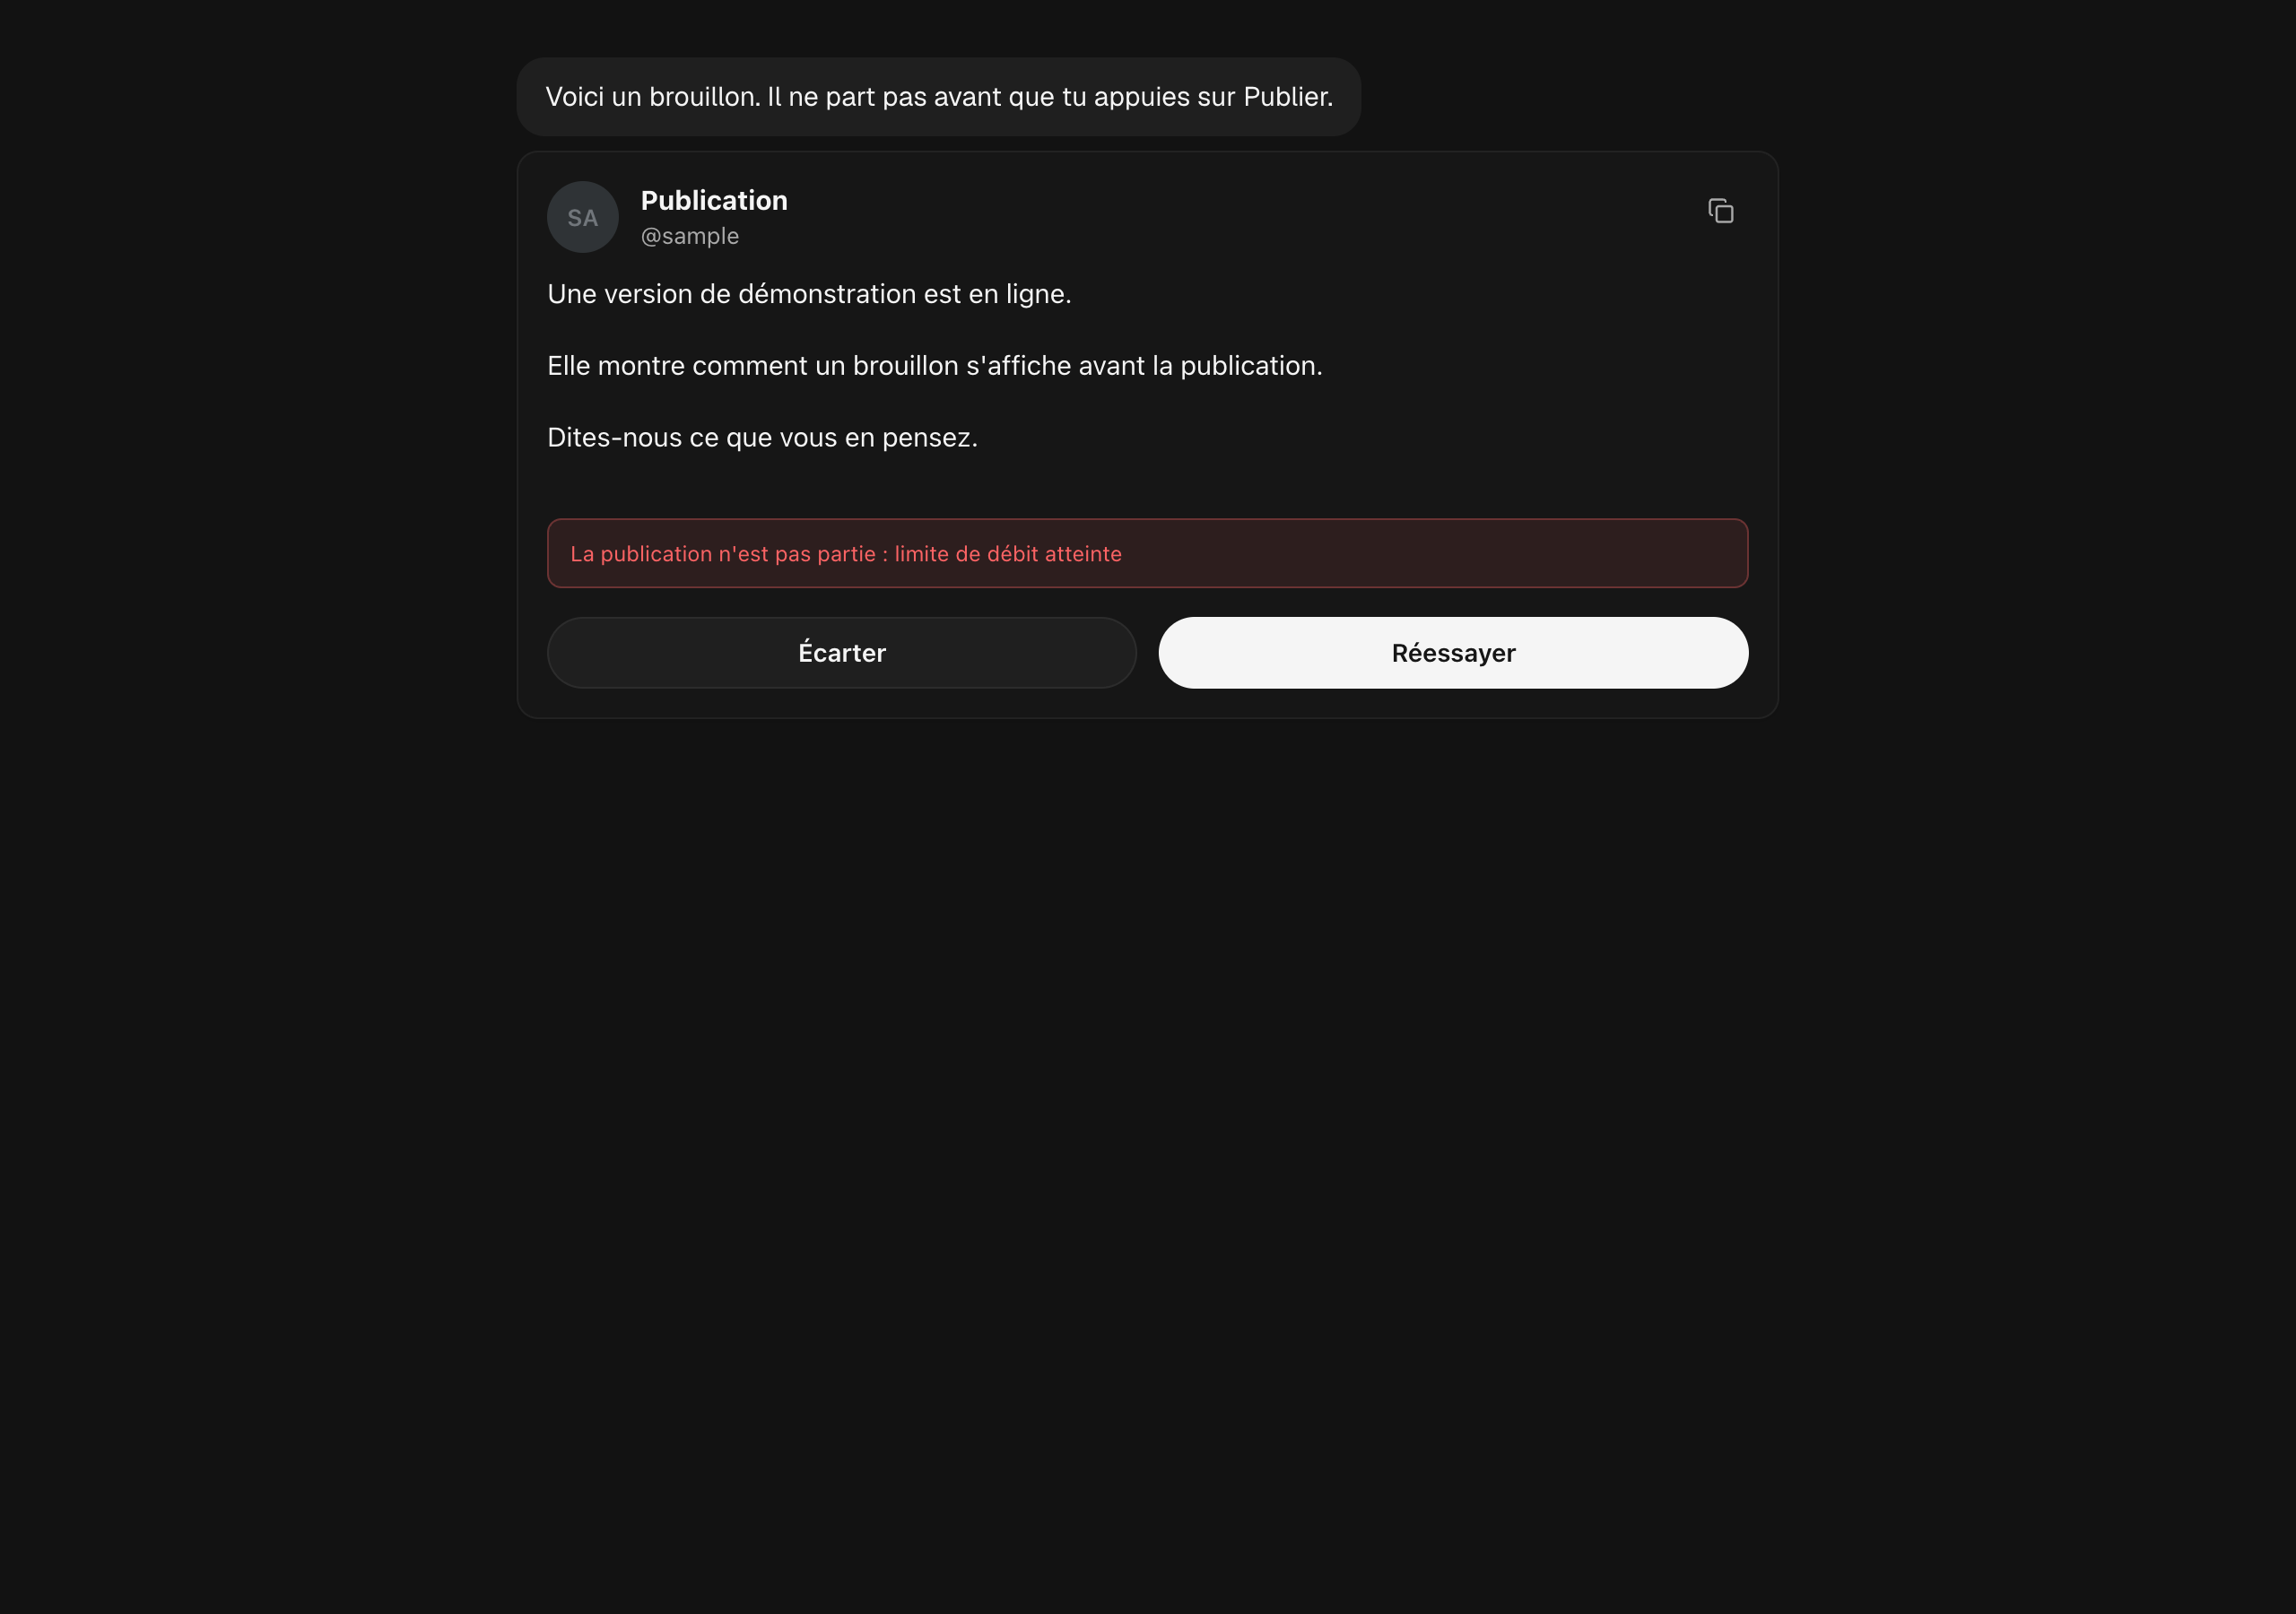 Voici un brouillon. Il ne part pas avant que tu appuies sur Publier.
SA
Publication
@sample
Une version de démonstration est en ligne.
Elle montre comment un brouillon s'affiche avant la publication.
Dites-nous ce que vous en pensez.
La publication n'est pas partie : limite de débit atteinte
Écarter
Réessayer